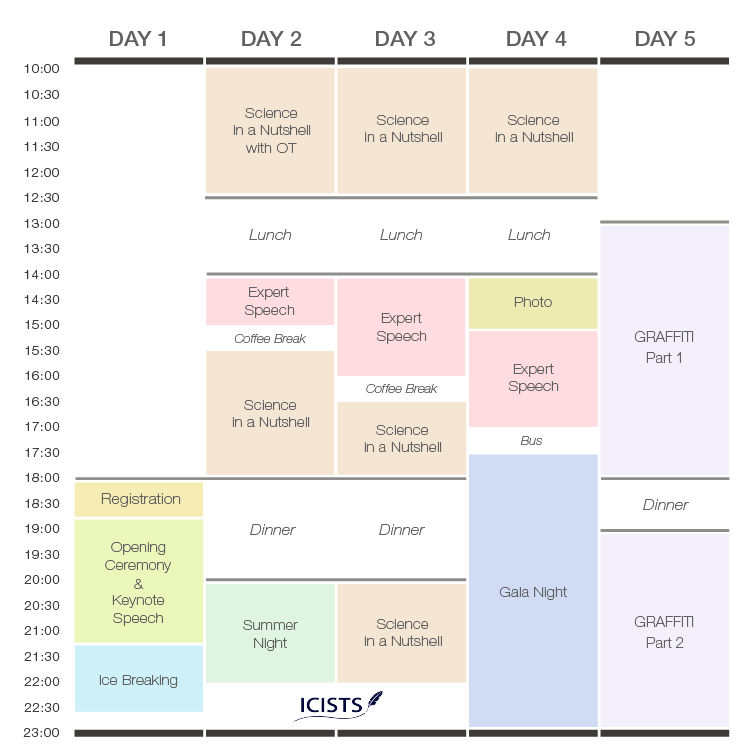 DAY 1
DAY 2
DAY 3
DAY 4
DAY 5
10:00
10:30
11:00
11:30
12:00
12:30
13:00
13:30
14:00
14:30
15:00
15:30
16:00
16:30
17:00
17:30
18:00
18:30
19:00
19:30
20:00
20:30
21:00
21:30
22:00
22:30
23:00
Registration
Opening
Ceremony
&
Keynote
Speech
Ice Breaking
Science
in a Nutshell
with OT
Lunch
Expert
Speech
Coffee Break
Science
in a Nutshell
Dinner
Summer
Night
Science
in a Nutshell
Lunch
Expert
Speech
Coffee Break
Science
in a Nutshell
Dinner
Science
in a Nutshell
Science
in a Nutshell
Lunch
Photo
Expert
Speech
Bus
Gala Night
GRAFFITI
Part 1
Dinner
GRAFFITI
Part 2
ICISTS